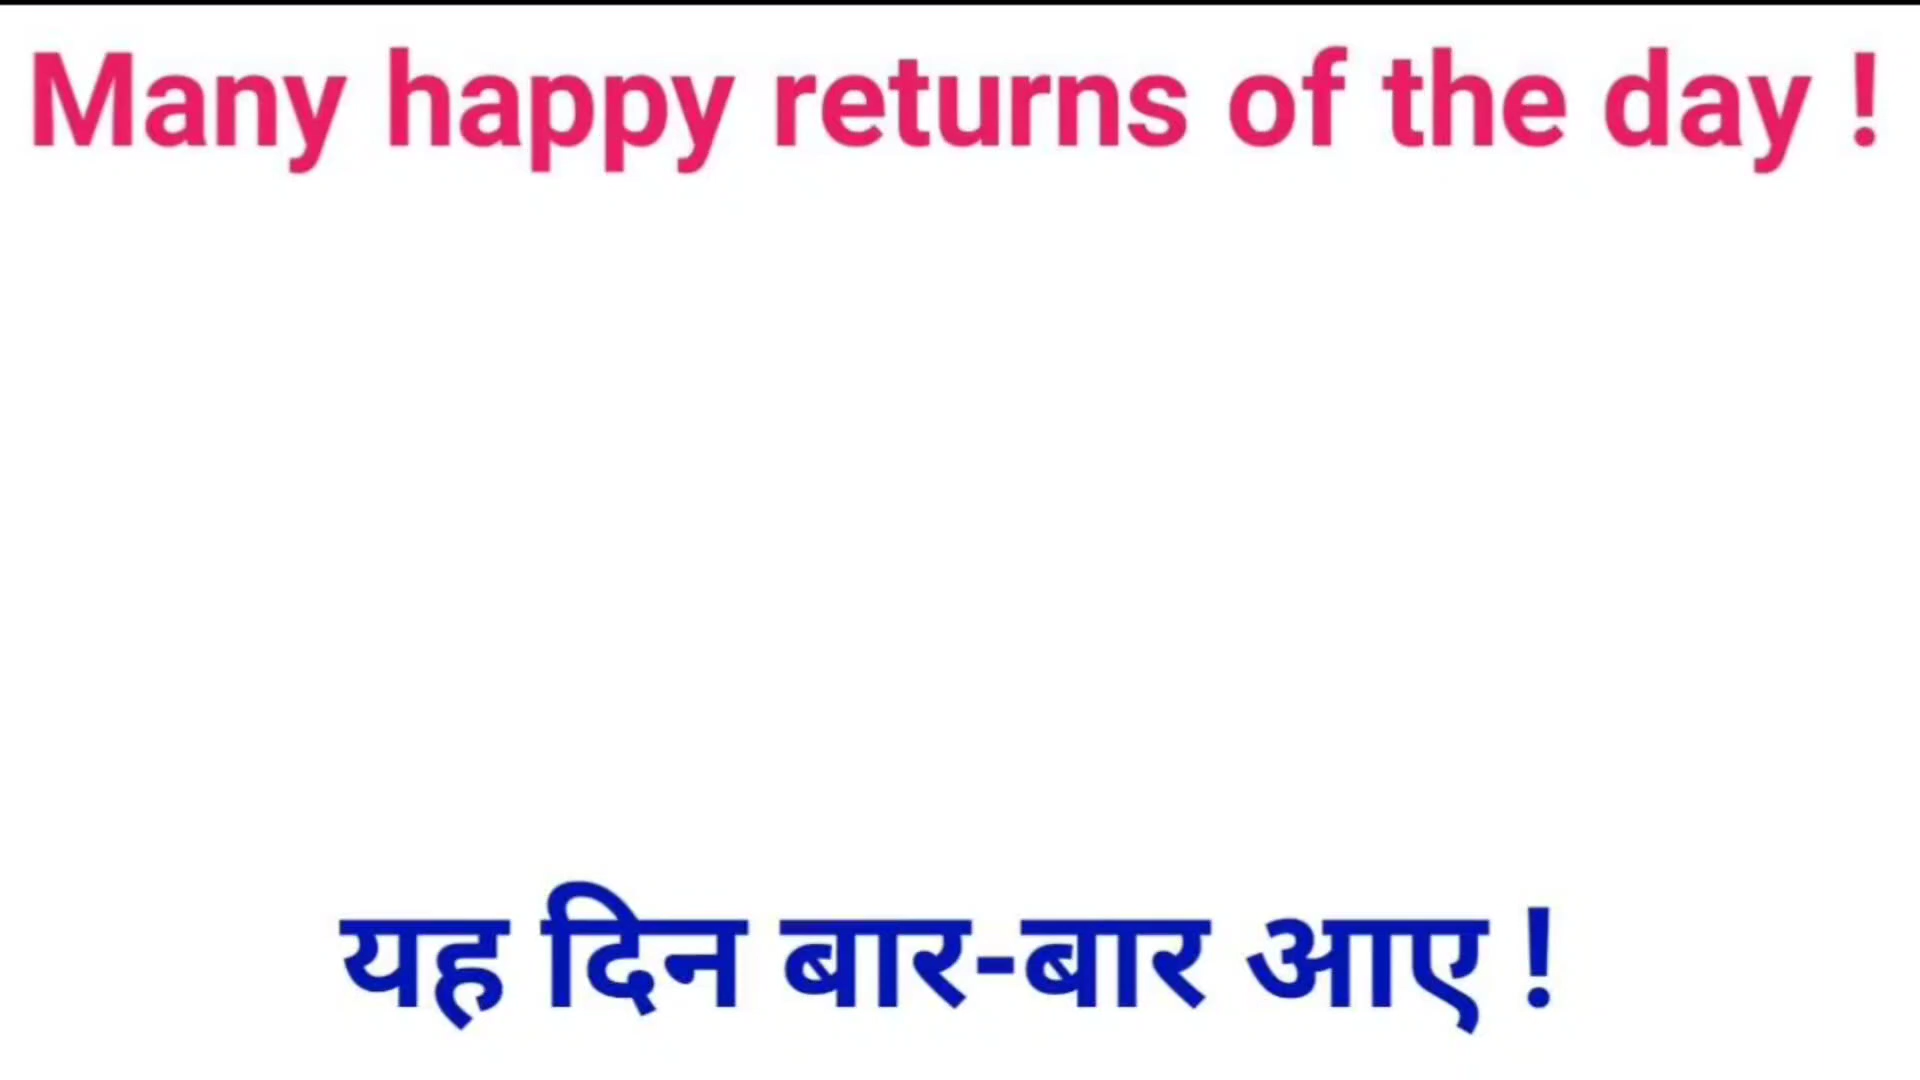 Many happy returns of the day !
यह दिन बार-बार आए !